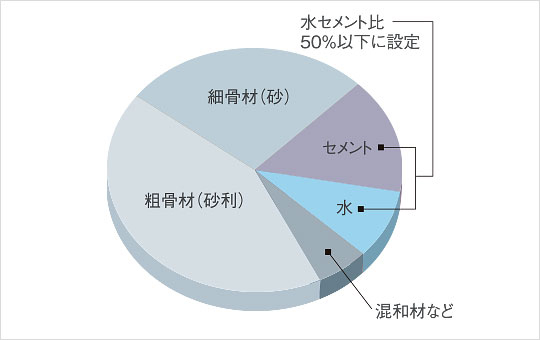 水セメント比
50%以下に設定
細骨材（砂）
セメント
粗骨材（砂利）
水
混和材など